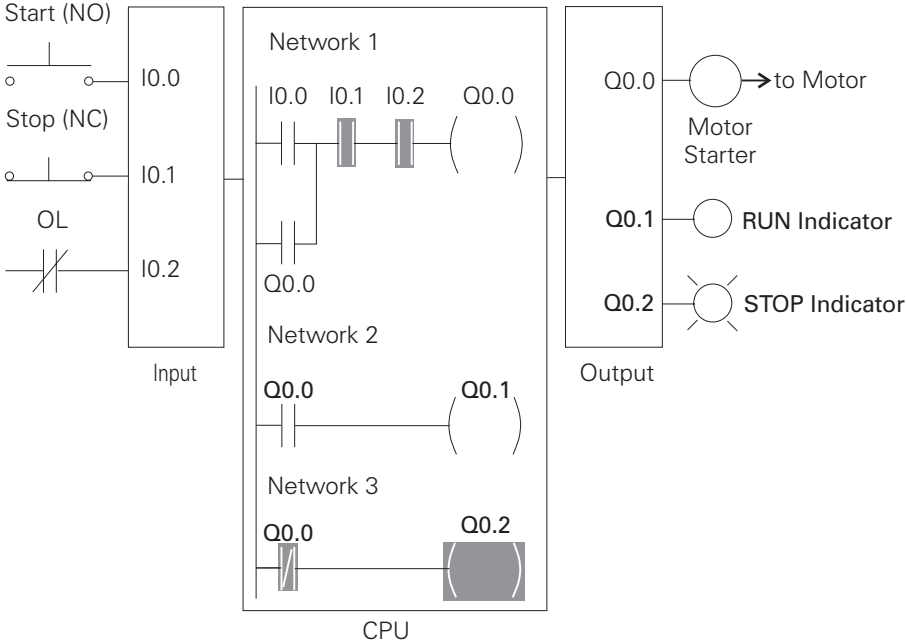 Start (NO)
I0.0
Stop (NC)
I0.1
OL
I0.2
Input
Network 1
I0.0 I0.1 I0.2 Q0.0
Q0.0
Network 2
Q0.0 Q0.1
Network 3
Q0.0 Q0.2
CPU
Q0.0 to Motor
Motor
Starter
Q0.1 RUN Indicator
Q0.2 STOP Indicator
Output